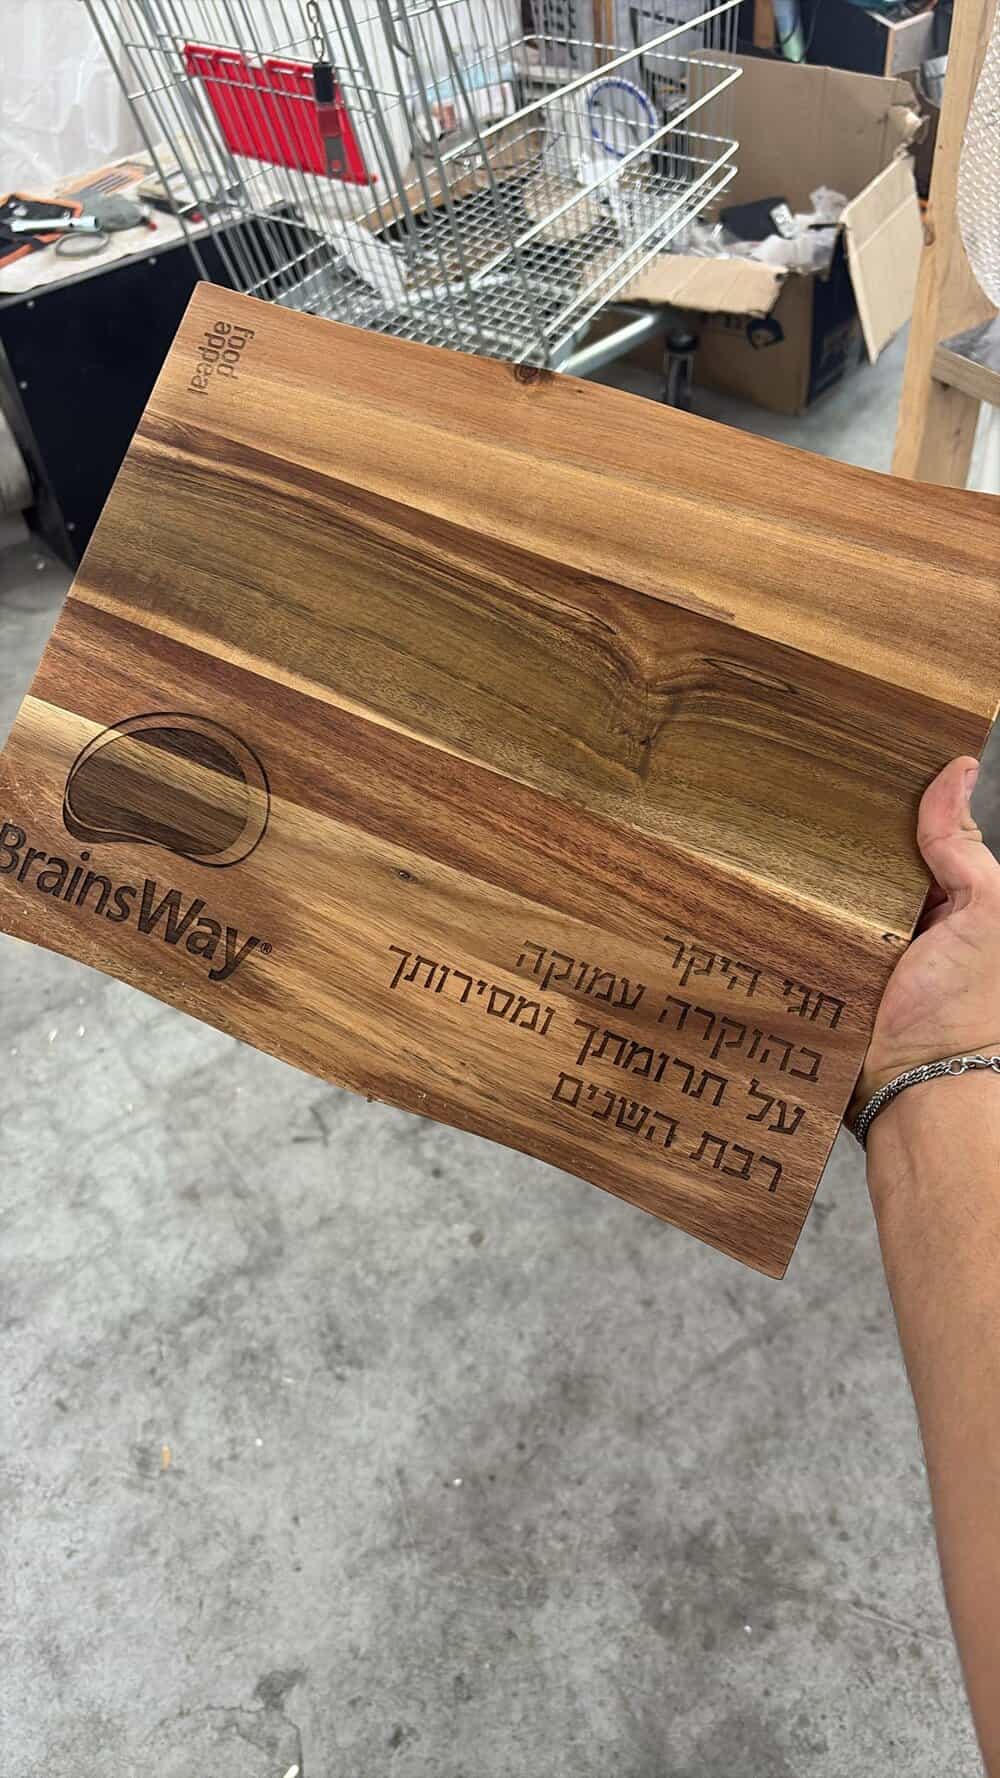 food
appeal
BrainsWay®
חגי היקר
בהוקרה עמוקה
על תרומתך ומסירותך
רבת השנים